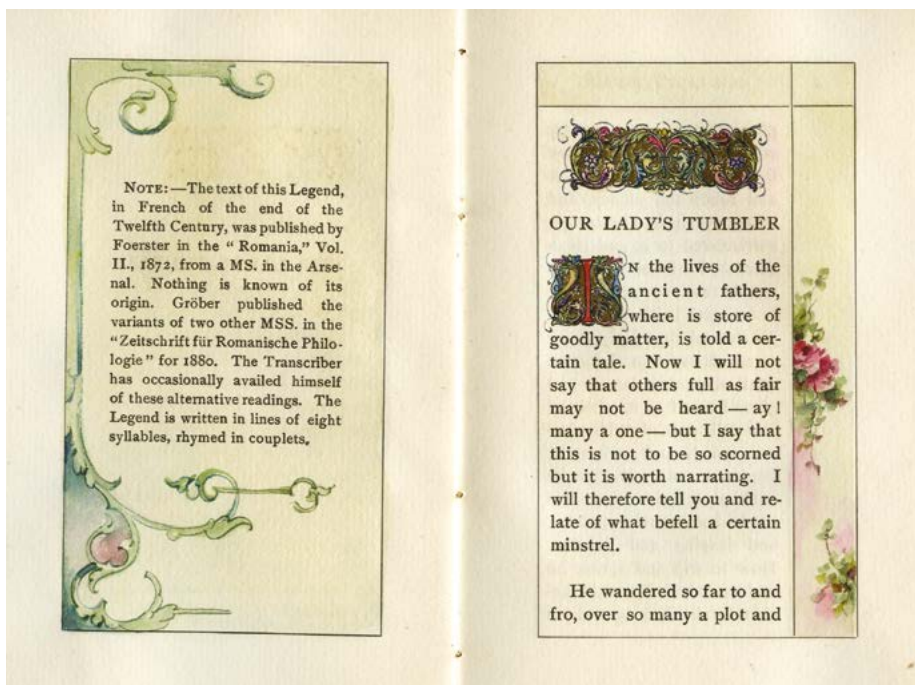 NOTE:—The text of this Legend,
in French of the end of the
Twelfth Century, was published by
Foerster in the “ Romania,” Vol.
II., 1872, from a MS. in the Arse-
nal. Nothing is known of its
origin. Gröber published the
variants of two other MSS. in the
“Zeitschrift für Romanische Philo-
logie” for 1880. The Transcriber
has occasionally availed himself
of these alternative readings. The
Legend is written in lines of eight
syllables, rhymed in couplets.
OUR LADY'S TUMBLER
IN the lives of the
ancient fathers,
where is store of
goodly matter, is told a cer-
tain tale. Now I will not
say that others full as fair
may not be heard — ay!
many a one — but I say that
this is not to be so scorned
but it is worth narrating. I
will therefore tell you and re-
late of what befell a certain
minstrel.
He wandered so far to and
fro, over so many a plot and